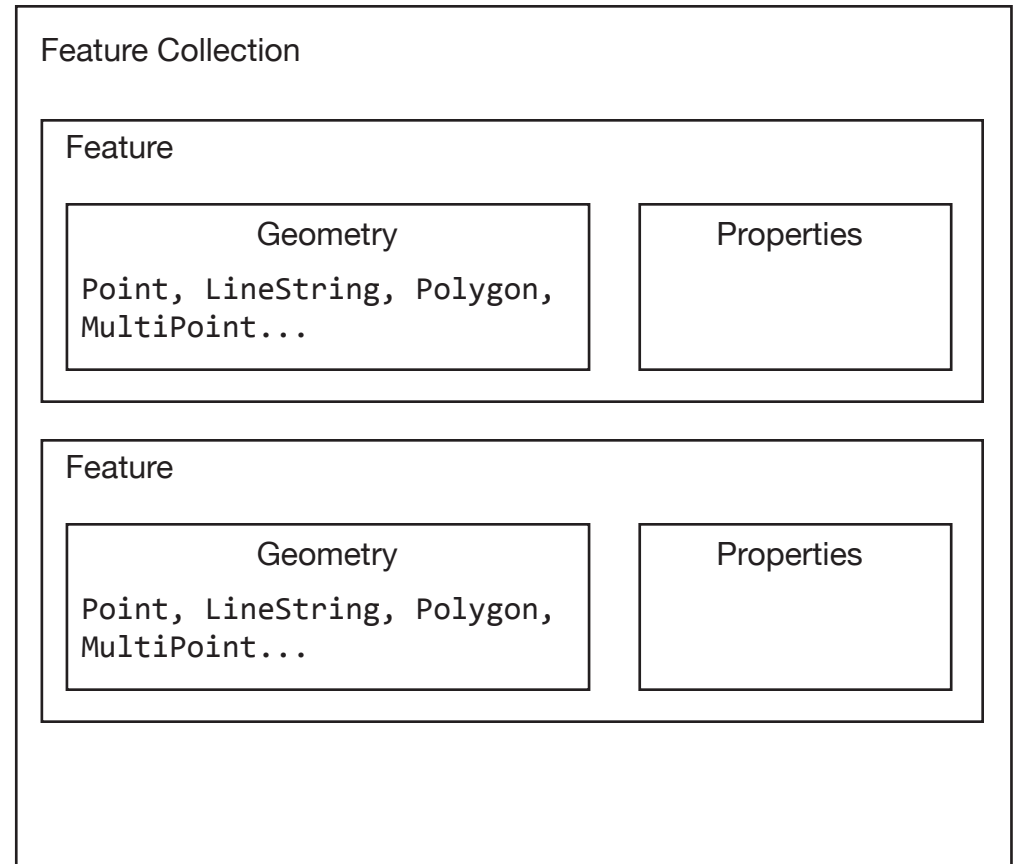 Feature Collection
Feature
Geometry
Point, LineString, Polygon,
MultiPoint...
Properties
Feature
Geometry
Point, LineString, Polygon,
MultiPoint...
Properties